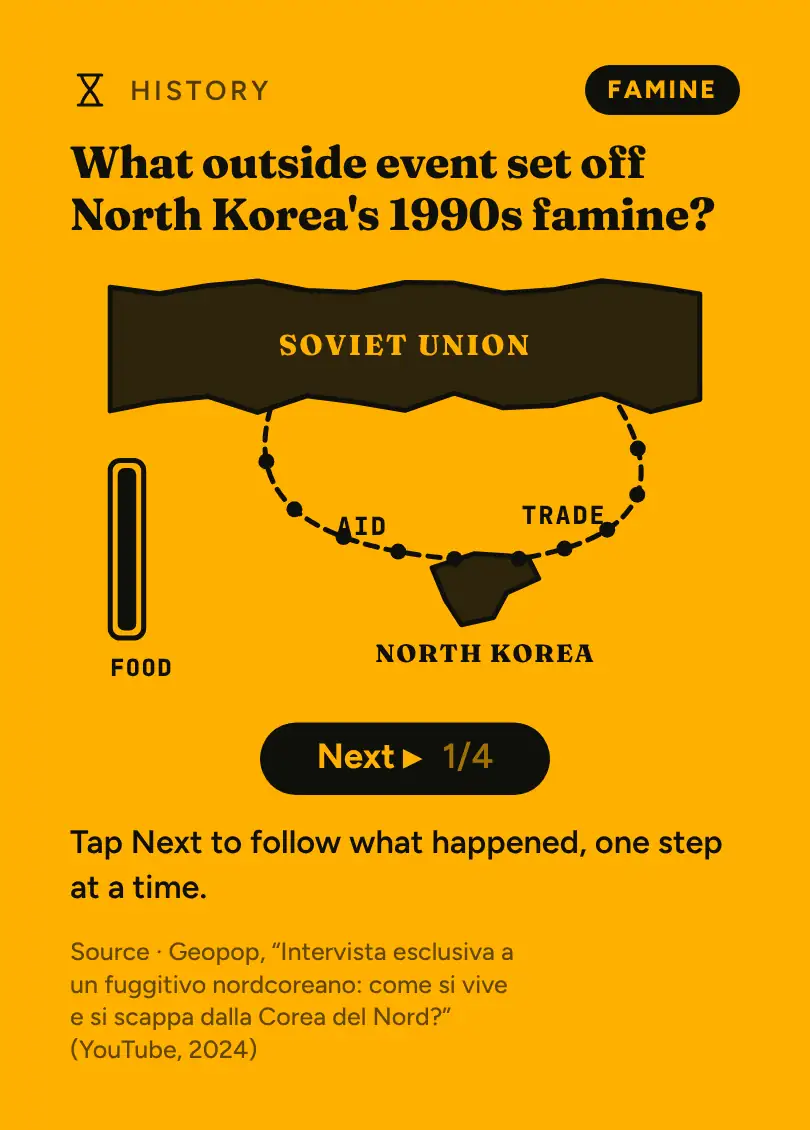 HISTORY
FAMINE
What outside event set off
North Korea's 1990s famine?
SOVIET UNION
AID
TRADE
NORTH KOREA
FOOD
Next ▶ 1/4
Tap Next to follow what happened, one step
at a time.
Source · Geopop, “Intervista esclusiva a
un fuggitivo nordcoreano: come si vive
e si scappa dalla Corea del Nord?”
(YouTube, 2024)